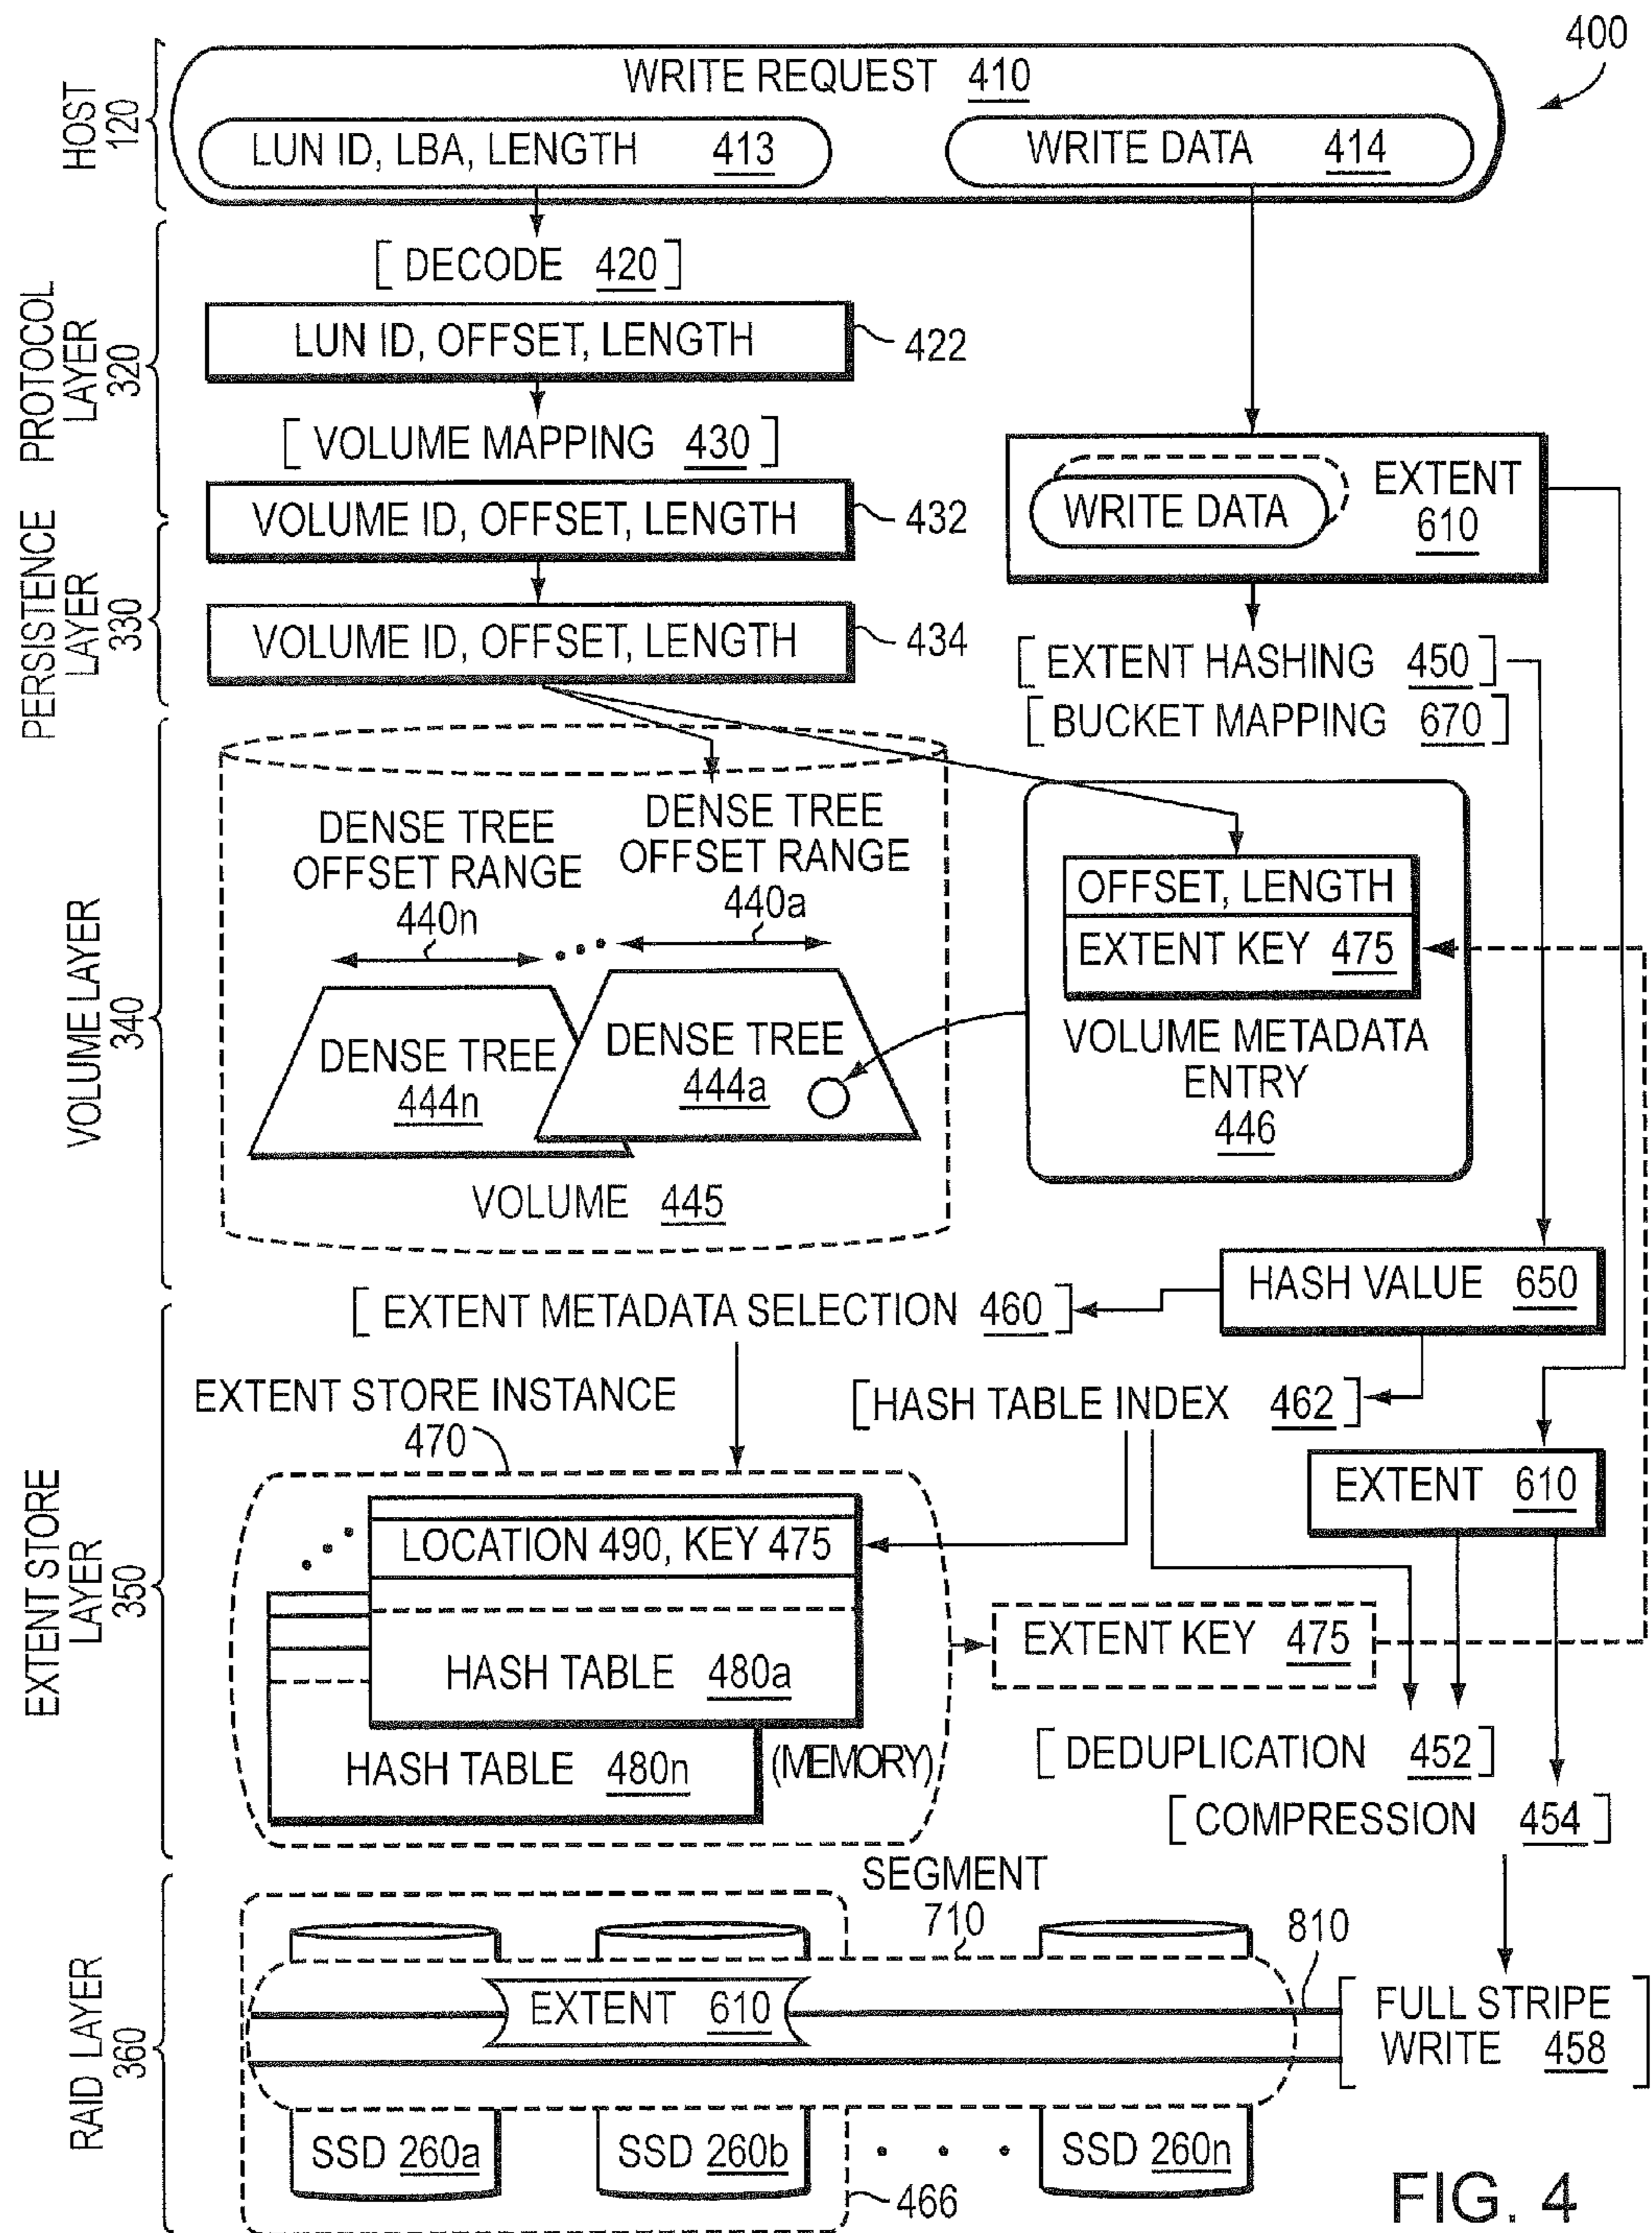 400
HOST
120
WRITE REQUEST 410
LUN ID, LBA, LENGTH 413
WRITE DATA 414
PROTOCOL
LAYER
320
[ DECODE 420 ]
LUN ID, OFFSET, LENGTH
422
[ VOLUME MAPPING 430 ]
VOLUME ID, OFFSET, LENGTH
432
WRITE DATA
EXTENT
610
PERSISTENCE
LAYER
330
VOLUME ID, OFFSET, LENGTH
434
[ EXTENT HASHING 450 ]
[ BUCKET MAPPING 670 ]
VOLUME LAYER
340
DENSE TREE
OFFSET RANGE
440n
DENSE TREE
OFFSET RANGE
440a
DENSE TREE
444n
DENSE TREE
444a
VOLUME 445
OFFSET, LENGTH
EXTENT KEY 475
VOLUME METADATA
ENTRY
446
HASH VALUE 650
EXTENT STORE
LAYER
350
[ EXTENT METADATA SELECTION 460 ]
EXTENT STORE INSTANCE
470
[HASH TABLE INDEX 462 ]
EXTENT 610
LOCATION 490, KEY 475
HASH TABLE 480a
HASH TABLE 480n
(MEMORY)
EXTENT KEY 475
[ DEDUPLICATION 452 ]
[ COMPRESSION 454 ]
RAID LAYER
360
SEGMENT
710
810
EXTENT 610
[ FULL STRIPE
WRITE 458 ]
SSD 260a
SSD 260b
• • •
SSD 260n
466
FIG. 4